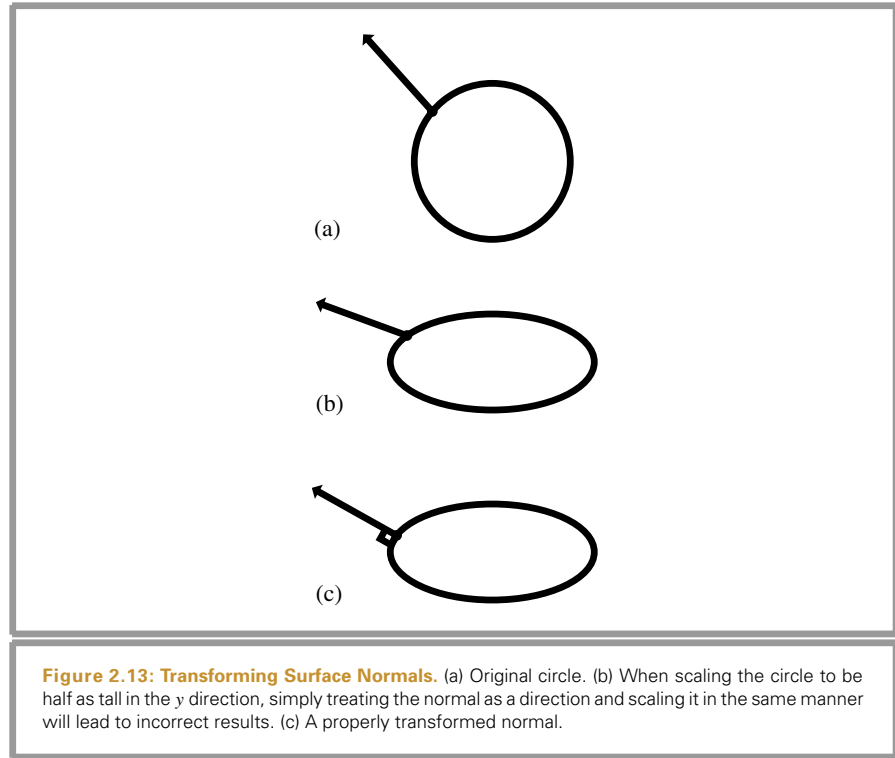 (a)
(b)
(c)
Figure 2.13: Transforming Surface Normals. (a) Original circle. (b) When scaling the circle to be
half as tall in the y direction, simply treating the normal as a direction and scaling it in the same manner
will lead to incorrect results. (c) A properly transformed normal.